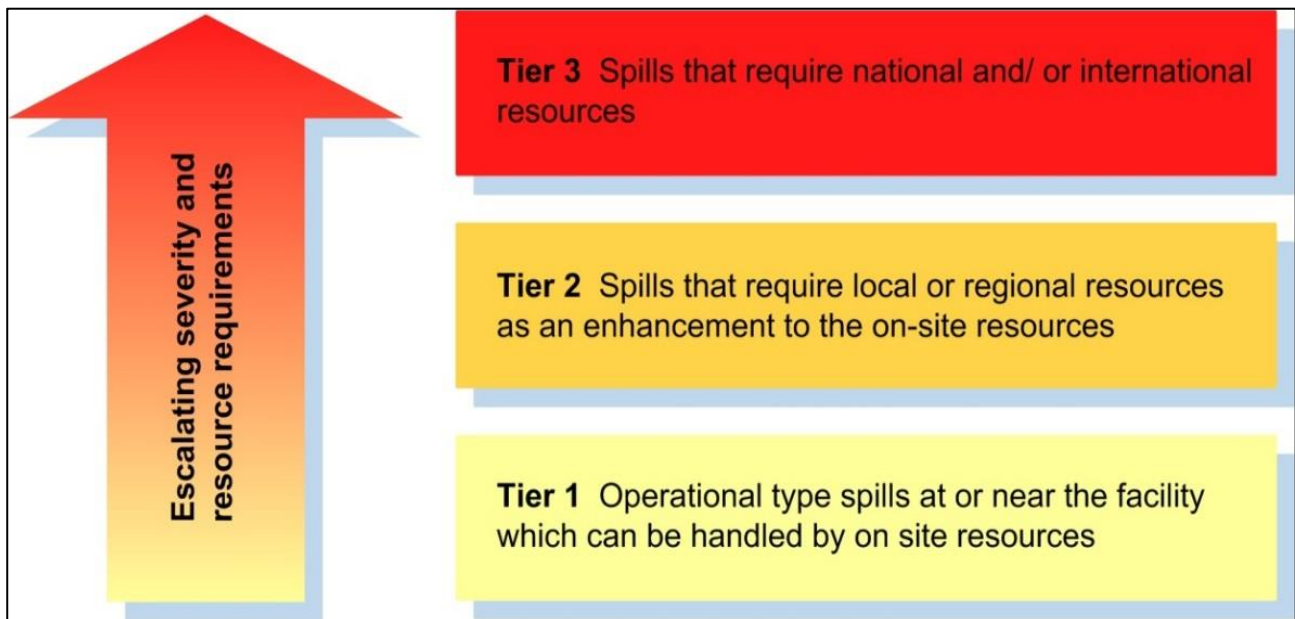 Escalating severity and
resource requirements
Tier 3 Spills that require national and/ or international
resources
Tier 2 Spills that require local or regional resources
as an enhancement to the on-site resources
Tier 1 Operational type spills at or near the facility
which can be handled by on site resources